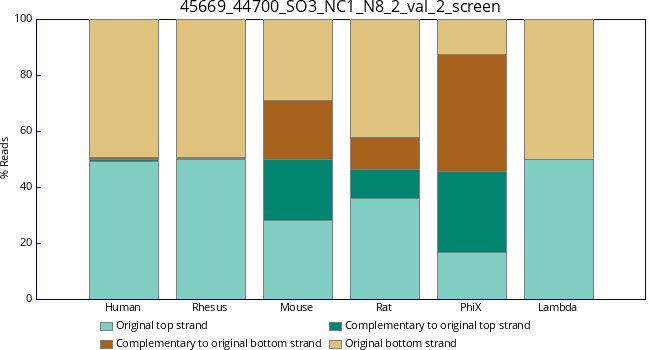 45669_44700_SO3_NC1_N8_2_val_2_screen
100
80
60
40
20
0
% Reads
Human Rhesus Mouse Rat PhiX Lambda
Original top strand Complementary to original top strand
Complementary to original bottom strand Original bottom strand